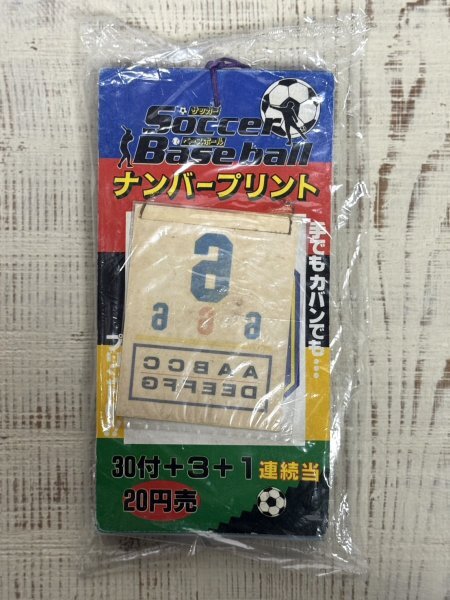 サッカー
Soccer
ベースボール
Baseball
ナンバープリント
手でもカバンでも…
6
6 6 6
AABCC
DEEFFG
30付+3+1連続当
20円売